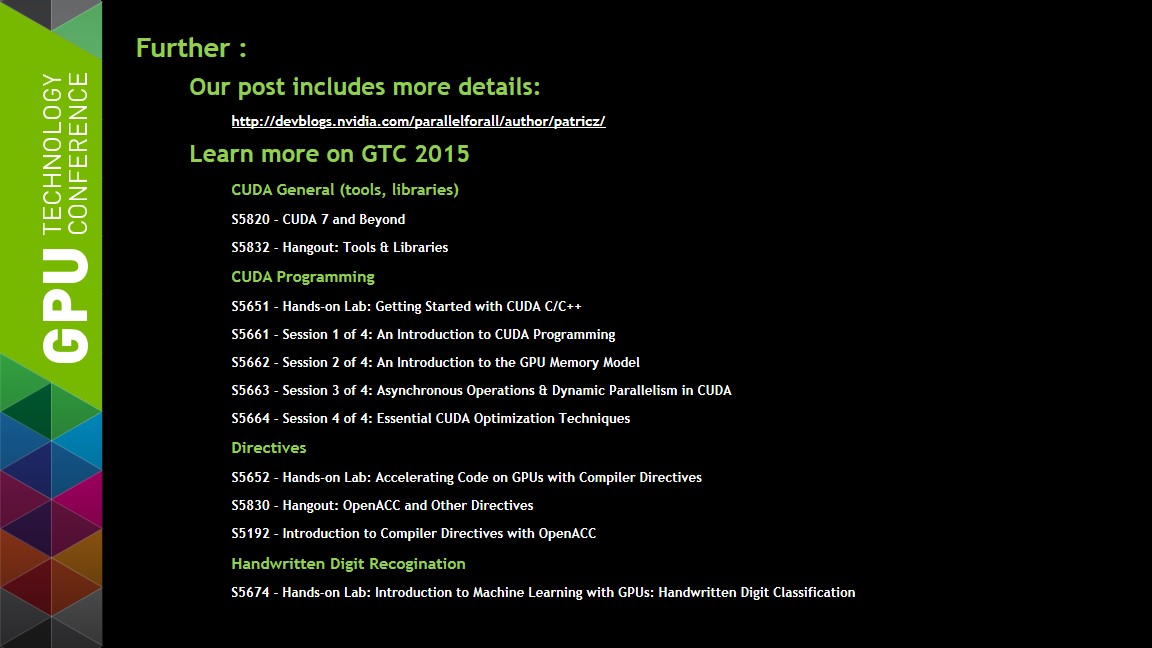 GPU TECHNOLOGY
CONFERENCE
Further :
Our post includes more details:
http://devblogs.nvidia.com/parallelforall/author/patricz/
Learn more on GTC 2015
CUDA General (tools, libraries)
S5820 - CUDA 7 and Beyond
S5832 - Hangout: Tools & Libraries
CUDA Programming
S5651 - Hands-on Lab: Getting Started with CUDA C/C++
S5661 - Session 1 of 4: An Introduction to CUDA Programming
S5662 - Session 2 of 4: An Introduction to the GPU Memory Model
S5663 - Session 3 of 4: Asynchronous Operations & Dynamic Parallelism in CUDA
S5664 - Session 4 of 4: Essential CUDA Optimization Techniques
Directives
S5652 - Hands-on Lab: Accelerating Code on GPUs with Compiler Directives
S5830 - Hangout: OpenACC and Other Directives
S5192 - Introduction to Compiler Directives with OpenACC
Handwritten Digit Recogination
S5674 - Hands-on Lab: Introduction to Machine Learning with GPUs: Handwritten Digit Classification